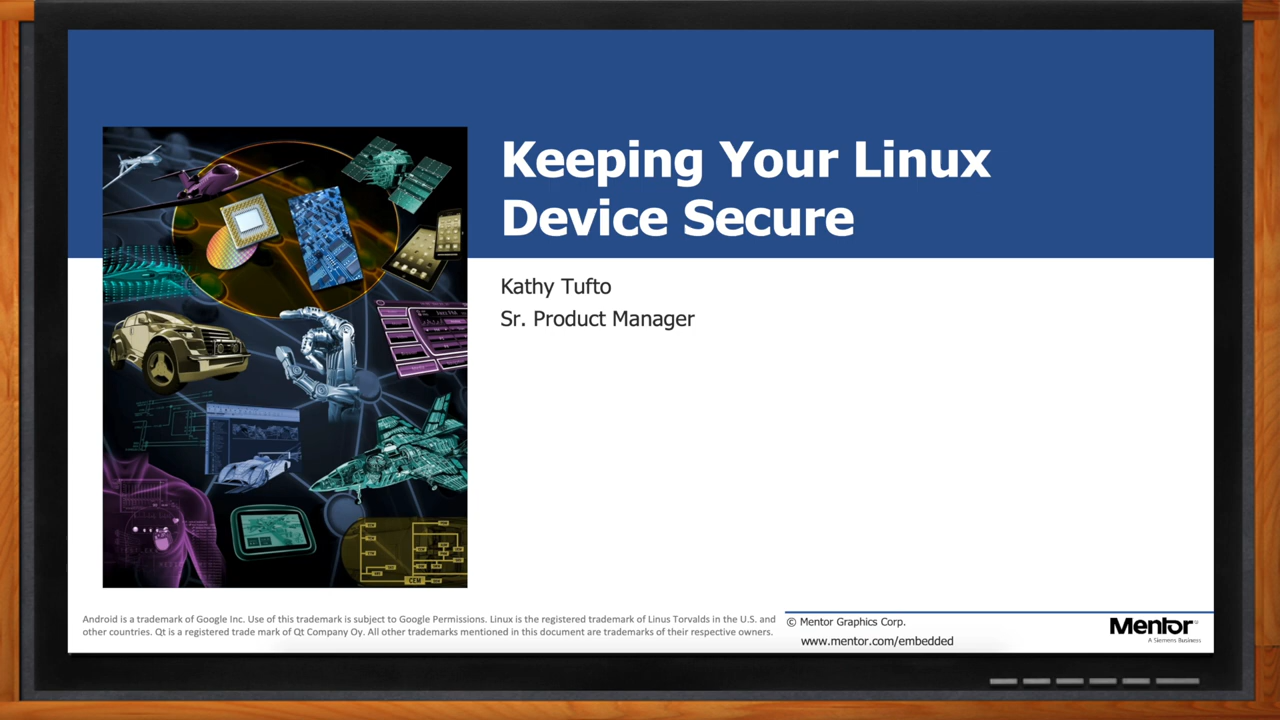 Keeping Your Linux
Device Secure
Kathy Tufto
Sr. Product Manager
CEM
Android is a trademark of Google Inc. Use of this trademark is subject to Google Permissions. Linux is the registered trademark of Linus Torvalds in the U.S. and
other countries. Qt is a registered trade mark of Qt Company Oy. All other trademarks mentioned in this document are trademarks of their respective owners.
© Mentor Graphics Corp.
www.mentor.com/embedded
Mentor®
A Siemens Business